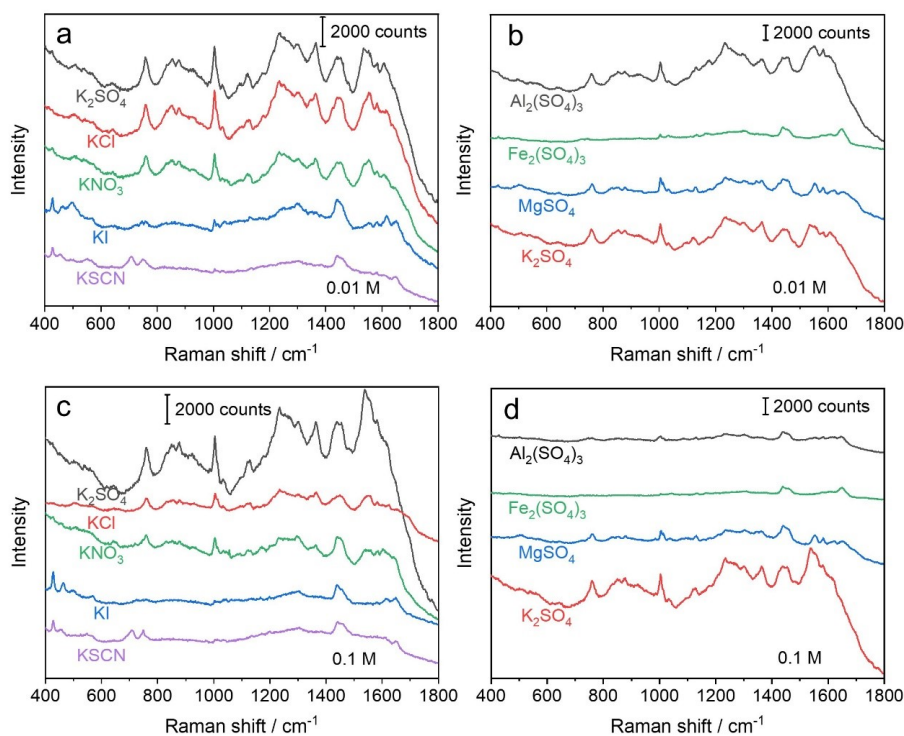 a
2000 counts
K₂SO₄
KCl
KNO₃
KI
KSCN
0.01 M
Intensity
400 600 800 1000 1200 1400 1600 1800
Raman shift / cm⁻¹
b
2000 counts
Al₂(SO₄)₃
Fe₂(SO₄)₃
MgSO₄
K₂SO₄
0.01 M
Intensity
400 600 800 1000 1200 1400 1600 1800
Raman shift / cm⁻¹
c
2000 counts
K₂SO₄
KCl
KNO₃
KI
KSCN
0.1 M
Intensity
400 600 800 1000 1200 1400 1600 1800
Raman shift / cm⁻¹
d
2000 counts
Al₂(SO₄)₃
Fe₂(SO₄)₃
MgSO₄
K₂SO₄
0.1 M
Intensity
400 600 800 1000 1200 1400 1600 1800
Raman shift / cm⁻¹